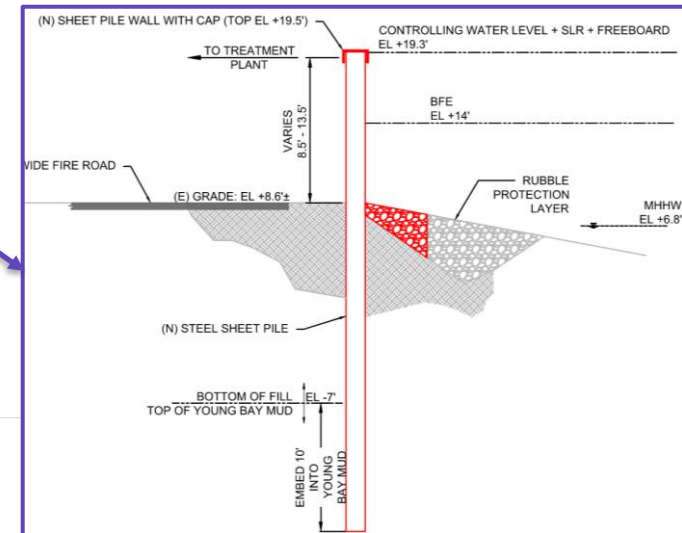 (N) SHEET PILE WALL WITH CAP (TOP EL +19.5')
CONTROLLING WATER LEVEL + SLR + FREEBOARD
EL +19.3'
TO TREATMENT
PLANT
VARIES
8.5' - 13.5'
BFE
EL +14'
WIDE FIRE ROAD
(E) GRADE: EL +8.6'±
RUBBLE
PROTECTION
LAYER
MHHW
EL +6.8'
(N) STEEL SHEET PILE
BOTTOM OF FILL
EL -7'
TOP OF YOUNG BAY MUD
EMBED 10'
INTO
YOUNG
BAY MUD